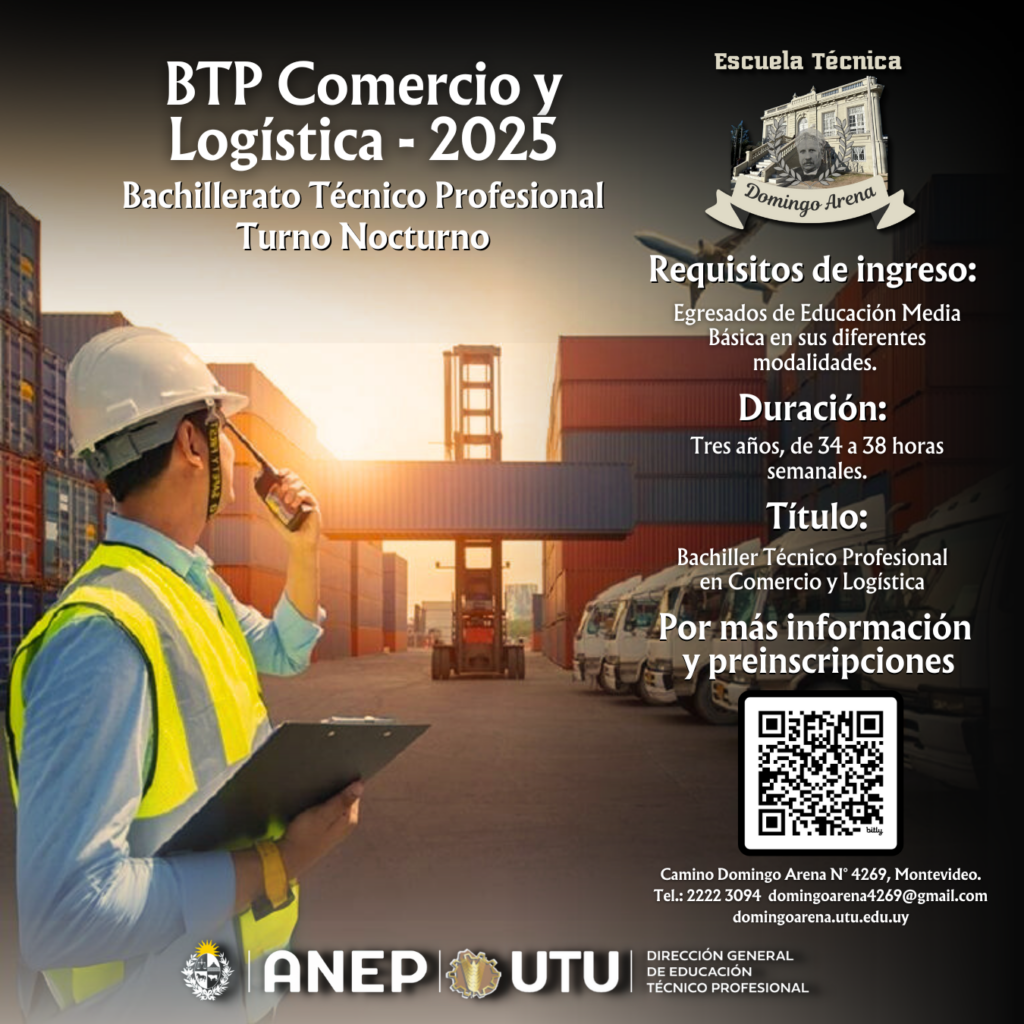 BTP Comercio y
Logística - 2025
Bachillerato Técnico Profesional
Turno Nocturno
Escuela Técnica
Domingo Arena
Requisitos de ingreso:
Egresados de Educación Media
Básica en sus diferentes
modalidades.
Duración:
Tres años, de 34 a 38 horas
semanales.
Título:
Bachiller Técnico Profesional
en Comercio y Logística
Por más información
y preinscripciones
bitly
Camino Domingo Arena N° 4269, Montevideo.
Tel.: 2222 3094 domingoarena4269@gmail.com
domingoarena.utu.edu.uy
ANEP UTU
DIRECCIÓN GENERAL
DE EDUCACIÓN
TÉCNICO PROFESIONAL